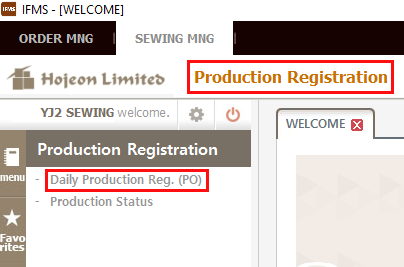 IFMS
IFMS - [WELCOME]
ORDER MNG
SEWING MNG
Hojeon Limited
Production Registration
YJ2 SEWING welcome.
WELCOME
menu
Production Registration
- Daily Production Reg. (PO)
- Production Status
Favo
rites